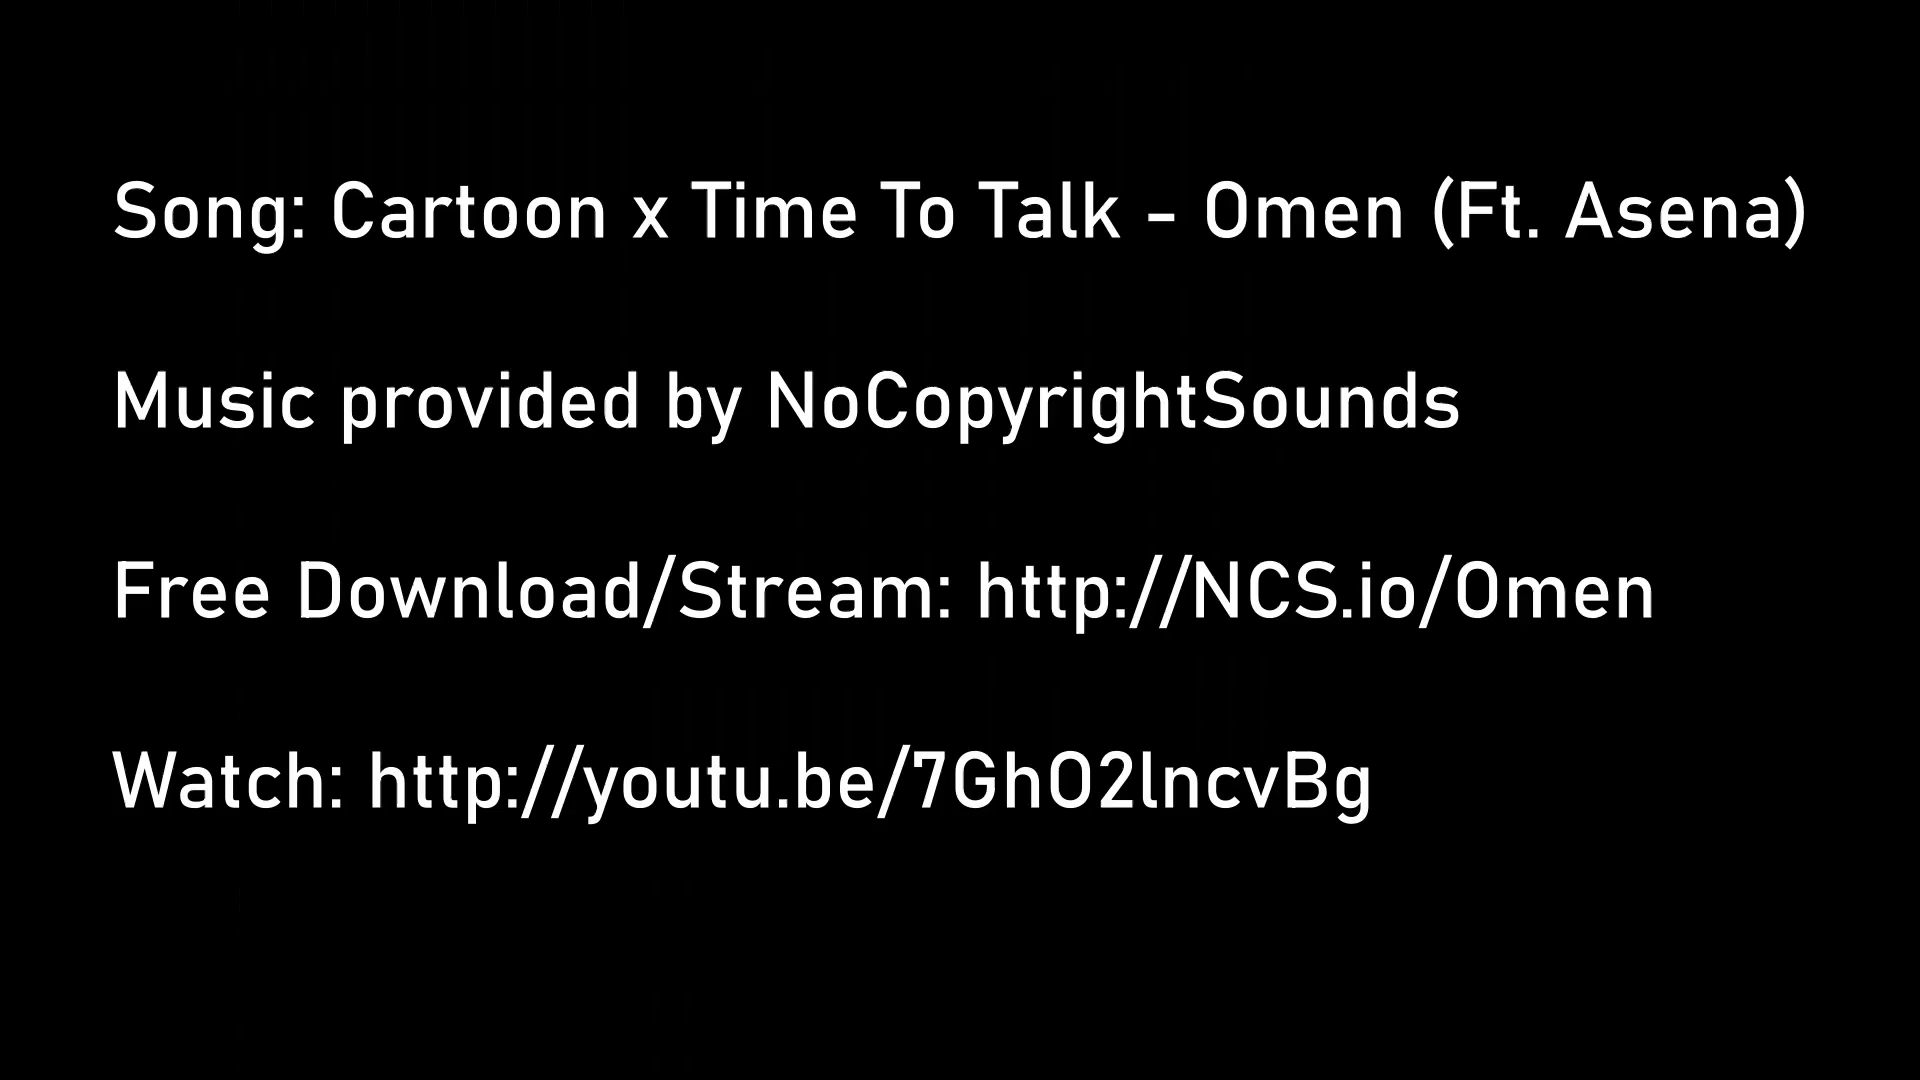 Song: Cartoon x Time To Talk - Omen (Ft. Asena)
Music provided by NoCopyrightSounds
Free Download/Stream: http://NCS.io/Omen
Watch: http://youtu.be/7GhO2lncvBg